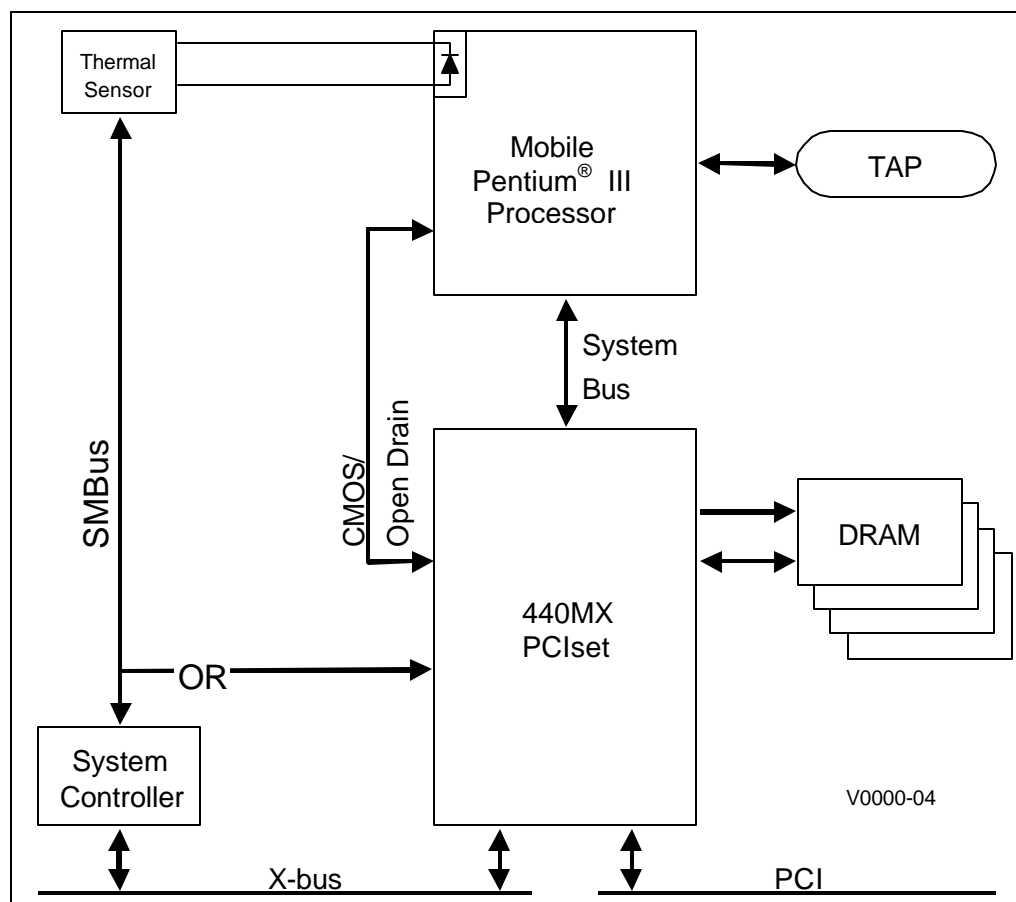 Thermal
Sensor
Mobile
Pentium® III
Processor
TAP
System
Bus
SMBus
CMOS/
Open Drain
DRAM
440MX
PCIset
OR
System
Controller
V0000-04
X-bus
PCI